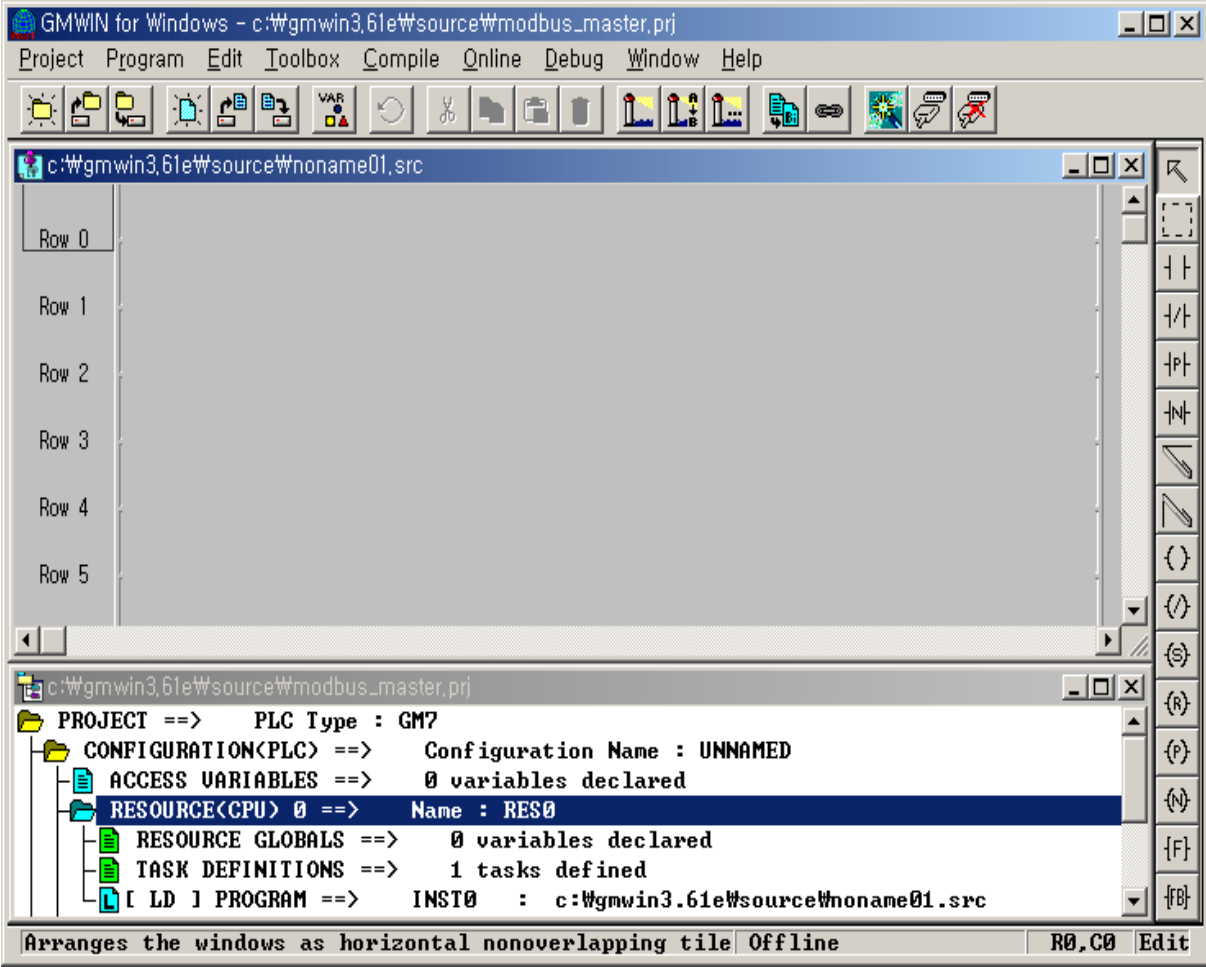 GMWIN for Windows - c:₩gmwin3,61e₩source₩modbus_master,prj
Project Program Edit Toolbox Compile Online Debug Window Help
VAR
A
B
c:₩gmwin3,61e₩source₩noname01,src
Row 0
Row 1
Row 2
Row 3
Row 4
Row 5
P
N
(/)
(S)
(R)
(P)
(N)
{F}
{FB}
c:₩gmwin3,61e₩source₩modbus_master,prj
PROJECT ==> PLC Type : GM7
CONFIGURATION(PLC) ==> Configuration Name : UNNAMED
ACCESS VARIABLES ==> 0 variables declared
RESOURCE(CPU) 0 ==> Name : RES0
RESOURCE GLOBALS ==> 0 variables declared
TASK DEFINITIONS ==> 1 tasks defined
L [ LD ] PROGRAM ==> INST0 : c:₩gmwin3.61e₩source₩noname01.src
Arranges the windows as horizontal nonoverlapping tile Offline R0,C0 Edit